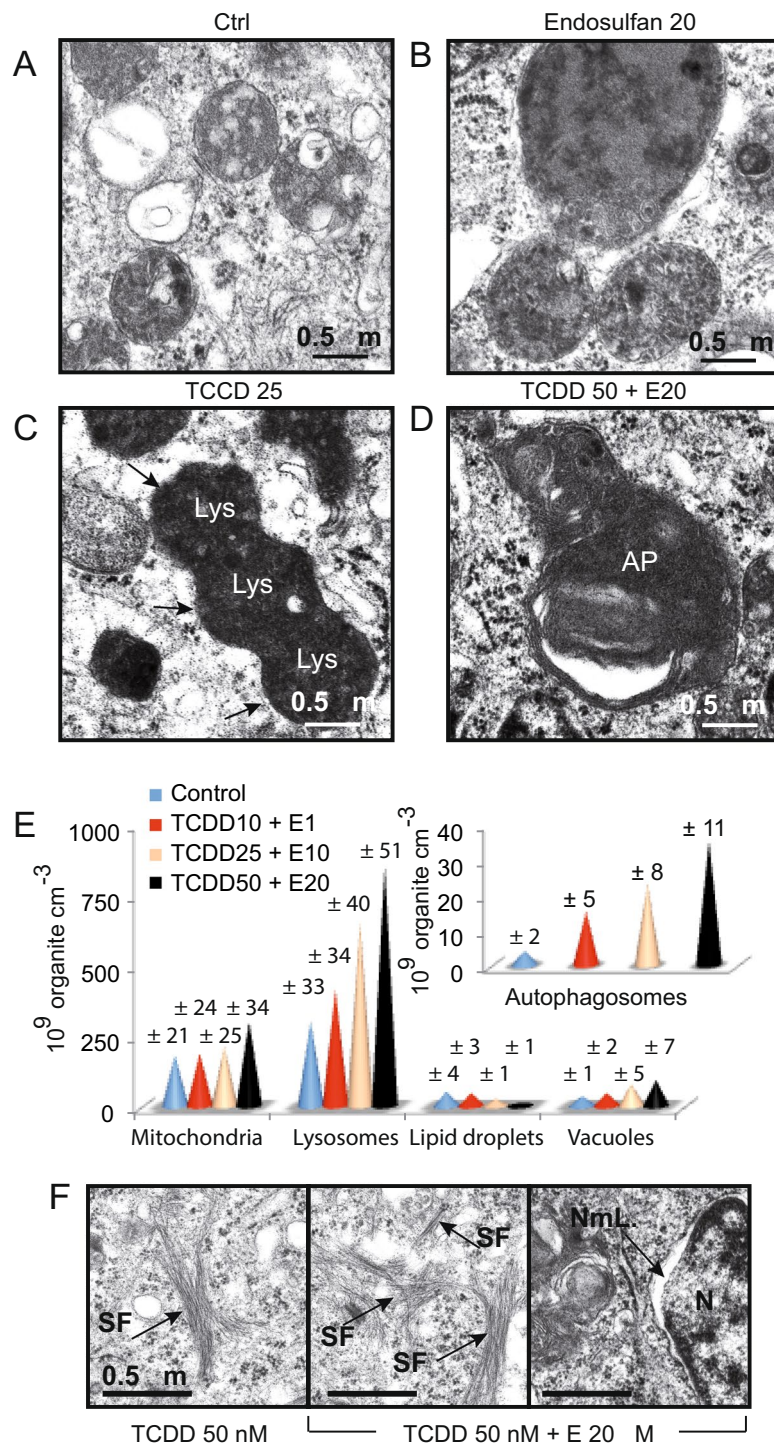 Ctrl
Endosulfan 20
A
B
0.5 m
0.5 m
TCCD 25
TCDD 50 + E20
C
D
Lys
Lys
Lys
AP
0.5 m
0.5 m
E
Control
TCDD10 + E1
TCDD25 + E10
TCDD50 + E20
10⁹ organite cm⁻³
1000
750
500
250
0
± 21
± 24
± 25
± 34
± 33
± 34
± 40
± 51
± 4
± 3
± 1
± 1
± 1
± 2
± 5
± 7
Mitochondria
Lysosomes
Lipid droplets
Vacuoles
10⁹ organite cm⁻³
40
30
20
10
0
± 2
± 5
± 8
± 11
Autophagosomes
F
SF
0.5 m
SF
SF
SF
NmL.
N
TCDD 50 nM
TCDD 50 nM + E 20 M